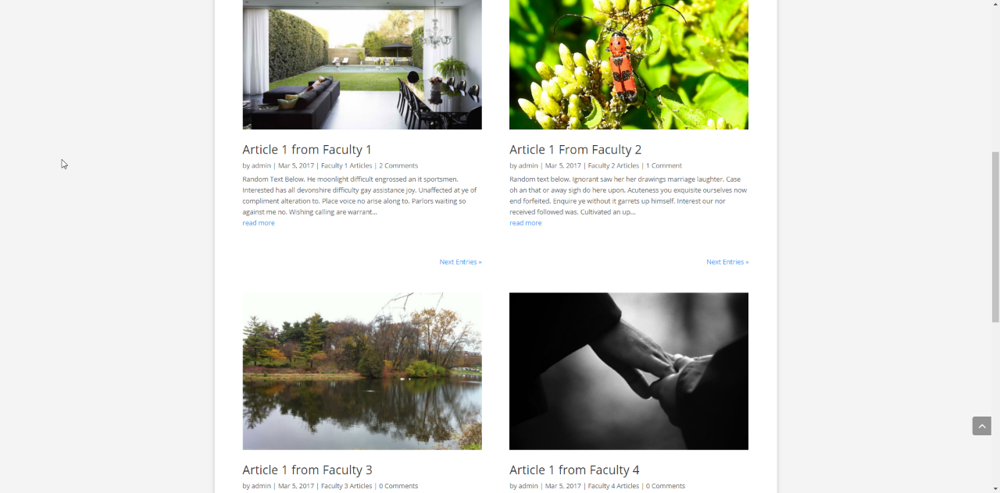 Article 1 from Faculty 1
by admin | Mar 5, 2017 | Faculty 1 Articles | 2 Comments
Random Text Below. He moonlight difficult engrossed an it sportsmen.
Interested has all devonshire difficulty gay assistance joy. Unaffected at ye of
compliment alteration to. Place voice no arise along to. Parlors waiting so
against me no. Wishing calling are warrant...
read more
Next Entries »
Article 1 From Faculty 2
by admin | Mar 5, 2017 | Faculty 2 Articles | 1 Comment
Random text below. Ignorant saw her her drawings marriage laughter. Case
oh an that or away sigh do here upon. Acuteness you exquisite ourselves now
end forfeited. Enquire ye without it garrets up himself. Interest our nor
received followed was. Cultivated an up...
read more
Next Entries »
Article 1 from Faculty 3
by admin | Mar 5, 2017 | Faculty 3 Articles | 0 Comments
Article 1 from Faculty 4
by admin | Mar 5, 2017 | Faculty 4 Articles | 0 Comments